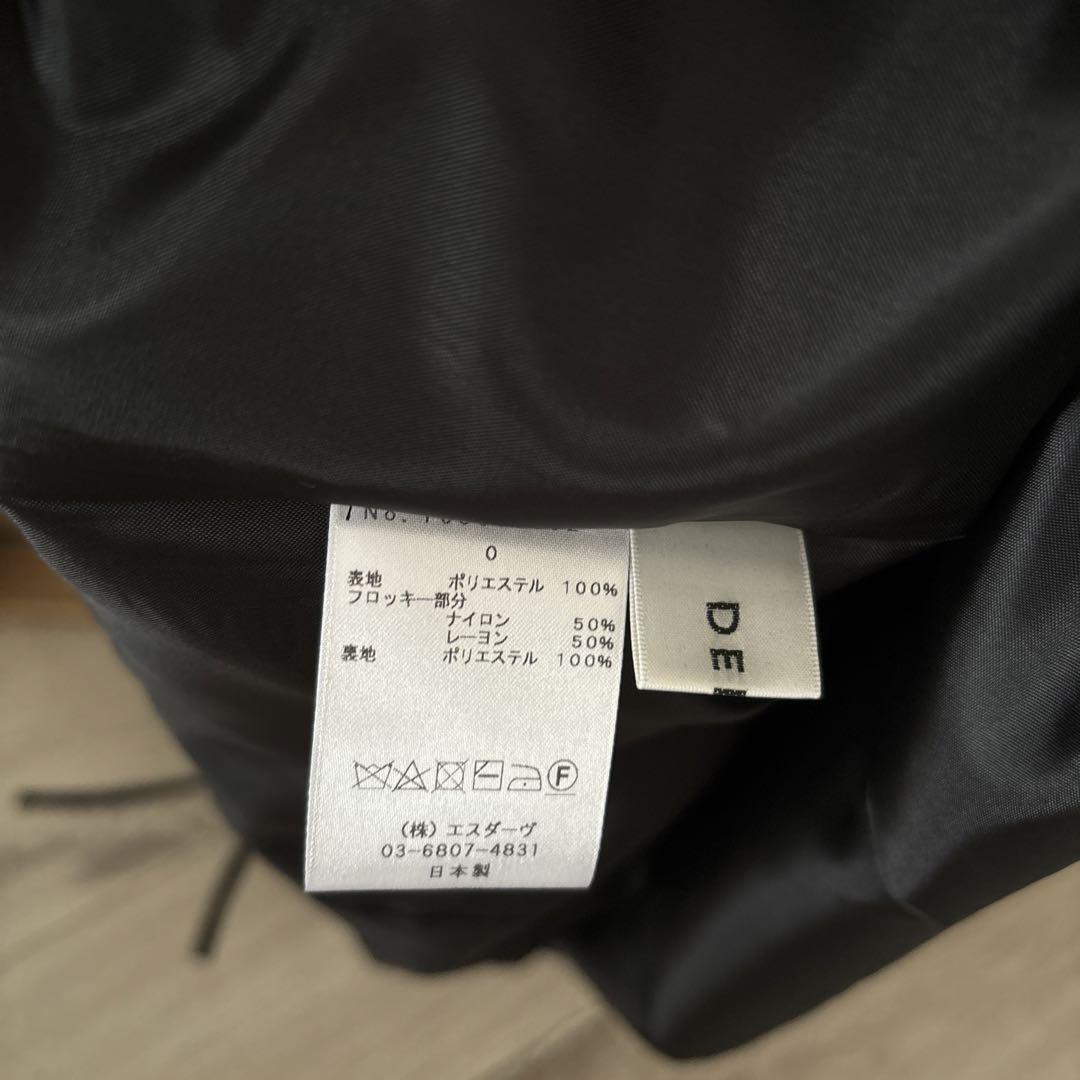 0
表地 ポリエステル 100%
フロッキー部分
ナイロン 50%
レーヨン 50%
裏地 ポリエステル 100%
F
(株)エスダーヴ
03-6807-4831
日本製
DE